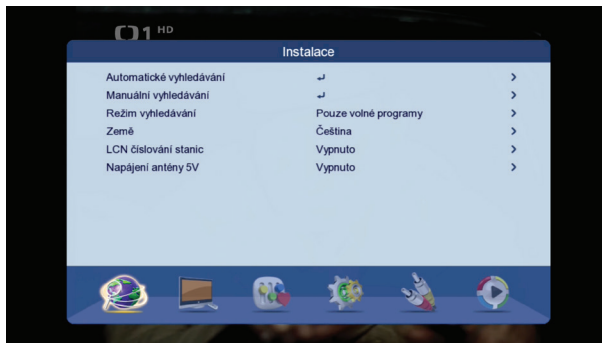 1 HD
Instalace
Automatické vyhledávání
Manuální vyhledávání
Režim vyhledávání Pouze volné programy
Země Čeština
LCN číslování stanic Vypnuto
Napájení antény 5V Vypnuto